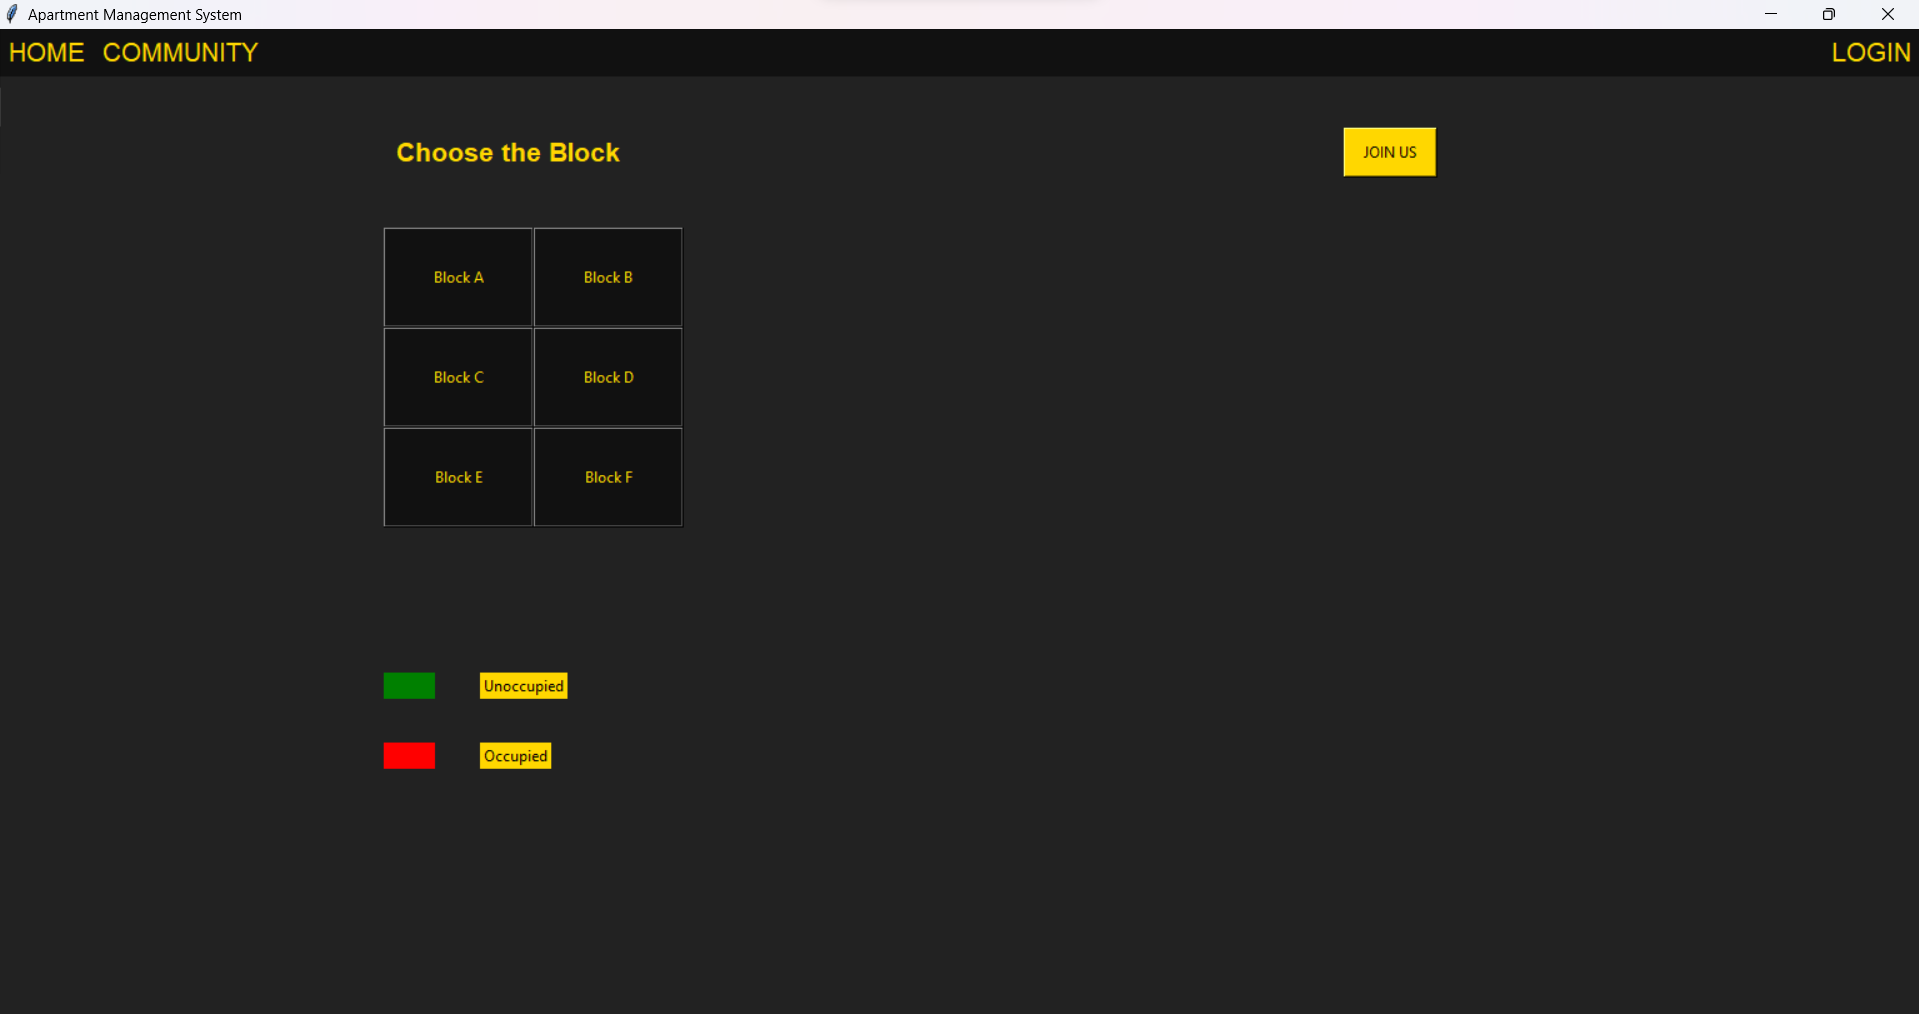 Apartment Management System
HOME COMMUNITY LOGIN
Choose the Block JOIN US
Block A Block B
Block C Block D
Block E Block F
Unoccupied
Occupied